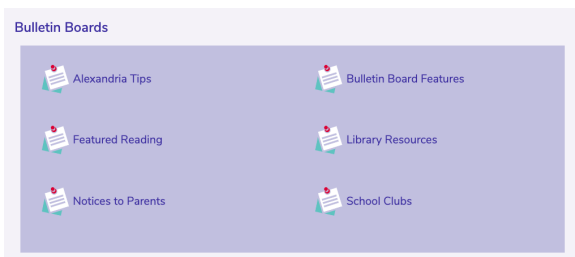 Bulletin Boards
Alexandria Tips
Bulletin Board Features
Featured Reading
Library Resources
Notices to Parents
School Clubs